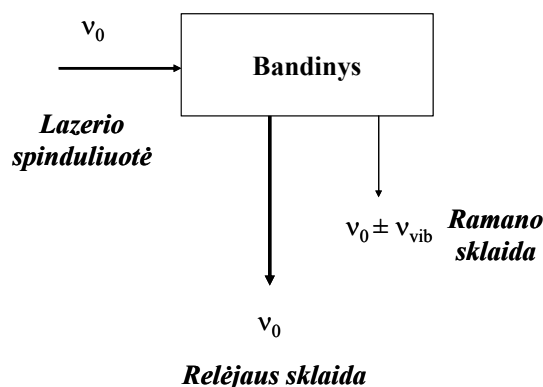 ν₀
Bandinys
Lazerio
spinduliuotė
ν₀ ± νᵥᵢb
Ramano
sklaida
ν₀
Relėjaus sklaida